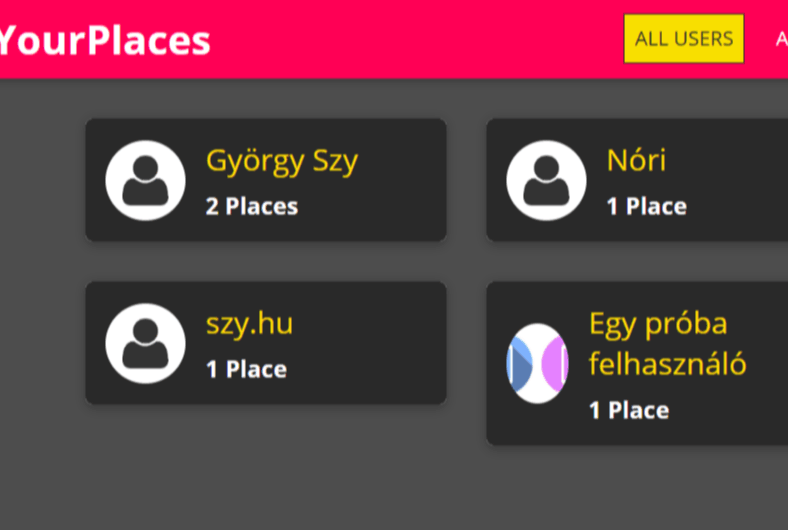 YourPlaces
ALL USERS
A
György Szy
2 Places
Nóri
1 Place
szy.hu
1 Place
Egy próba
felhasználó
1 Place